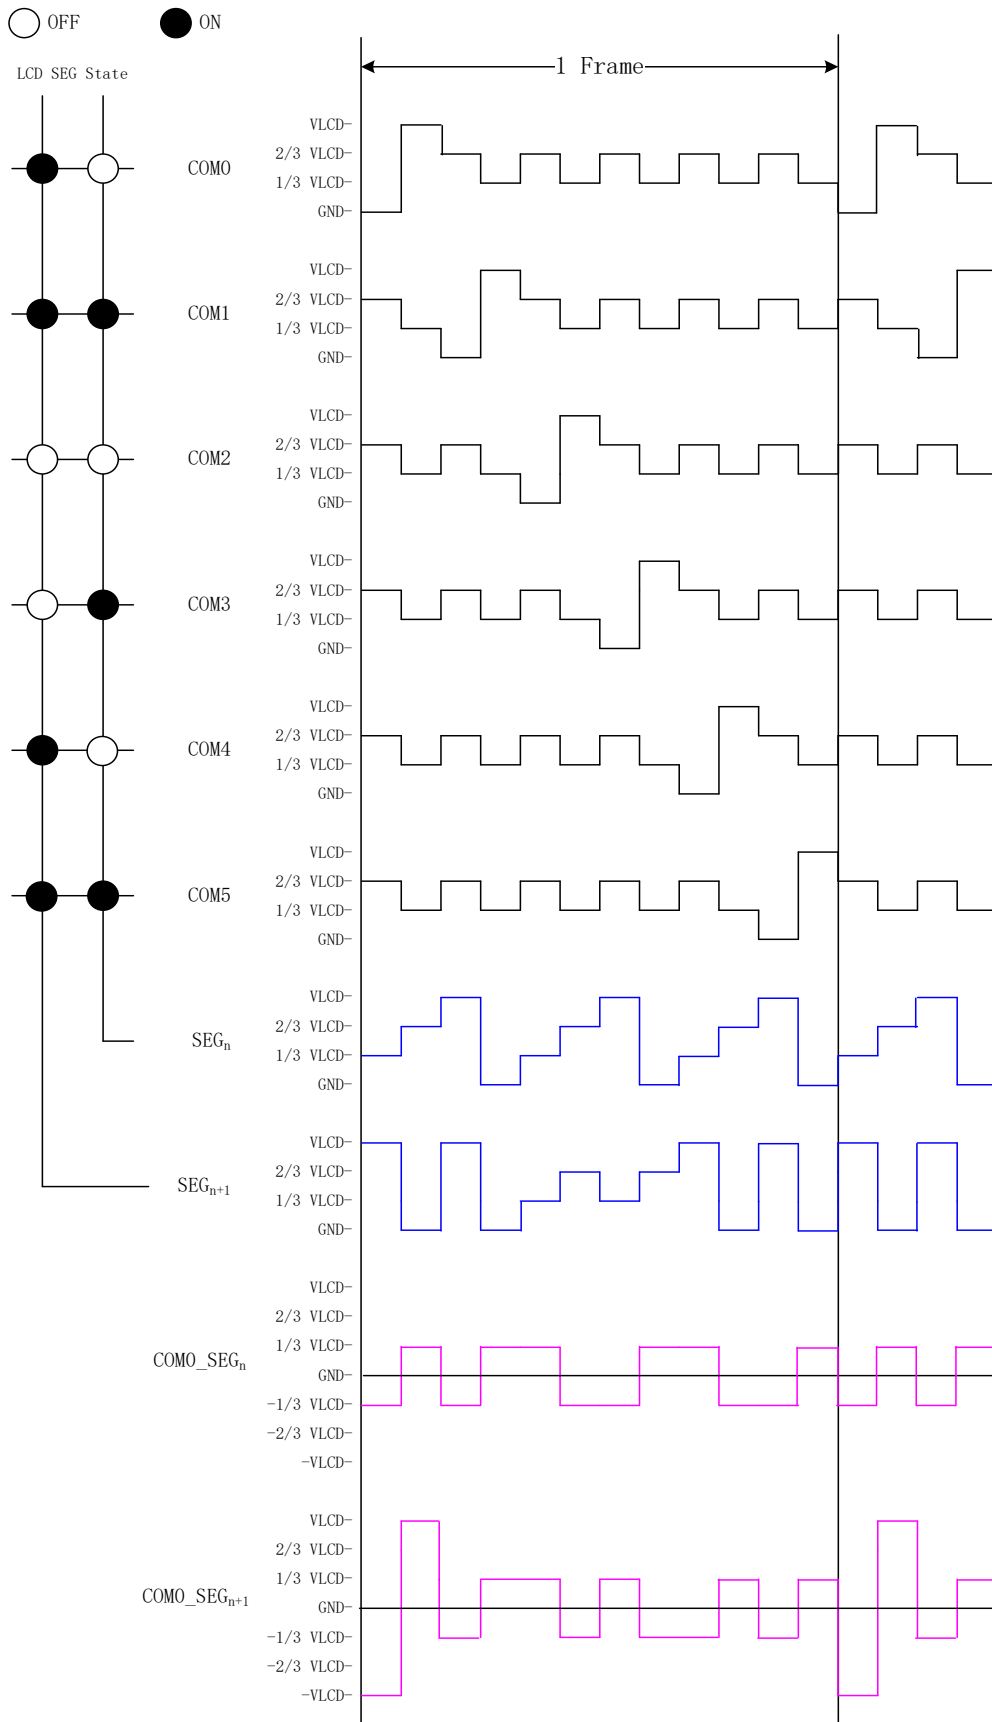 OFF ON
LCD SEG State
1 Frame
COM0
VLCD
2/3 VLCD
1/3 VLCD
GND
COM1
VLCD
2/3 VLCD
1/3 VLCD
GND
COM2
VLCD
2/3 VLCD
1/3 VLCD
GND
COM3
VLCD
2/3 VLCD
1/3 VLCD
GND
COM4
VLCD
2/3 VLCD
1/3 VLCD
GND
COM5
VLCD
2/3 VLCD
1/3 VLCD
GND
SEGn
VLCD
2/3 VLCD
1/3 VLCD
GND
SEGn+1
VLCD
2/3 VLCD
1/3 VLCD
GND
COM0_SEGn
VLCD
2/3 VLCD
1/3 VLCD
GND
-1/3 VLCD
-2/3 VLCD
-VLCD
COM0_SEGn+1
VLCD
2/3 VLCD
1/3 VLCD
GND
-1/3 VLCD
-2/3 VLCD
-VLCD